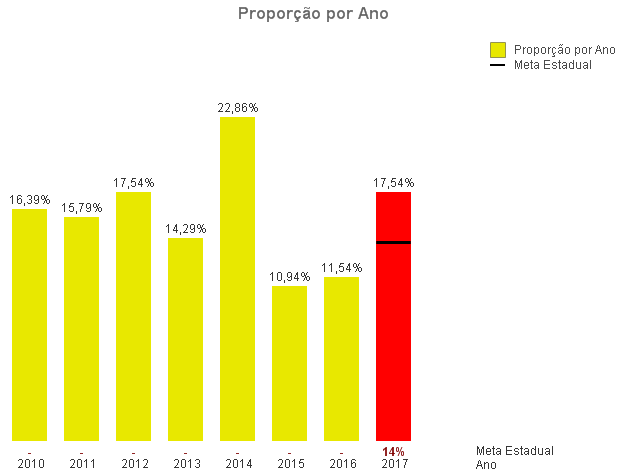 Proporção por Ano
Proporção por Ano
Meta Estadual
22,86%
17,54%
17,54%
16,39%
15,79%
14,29%
11,54%
10,94%
- - - - - - - 14% Meta Estadual
2010 2011 2012 2013 2014 2015 2016 2017 Ano